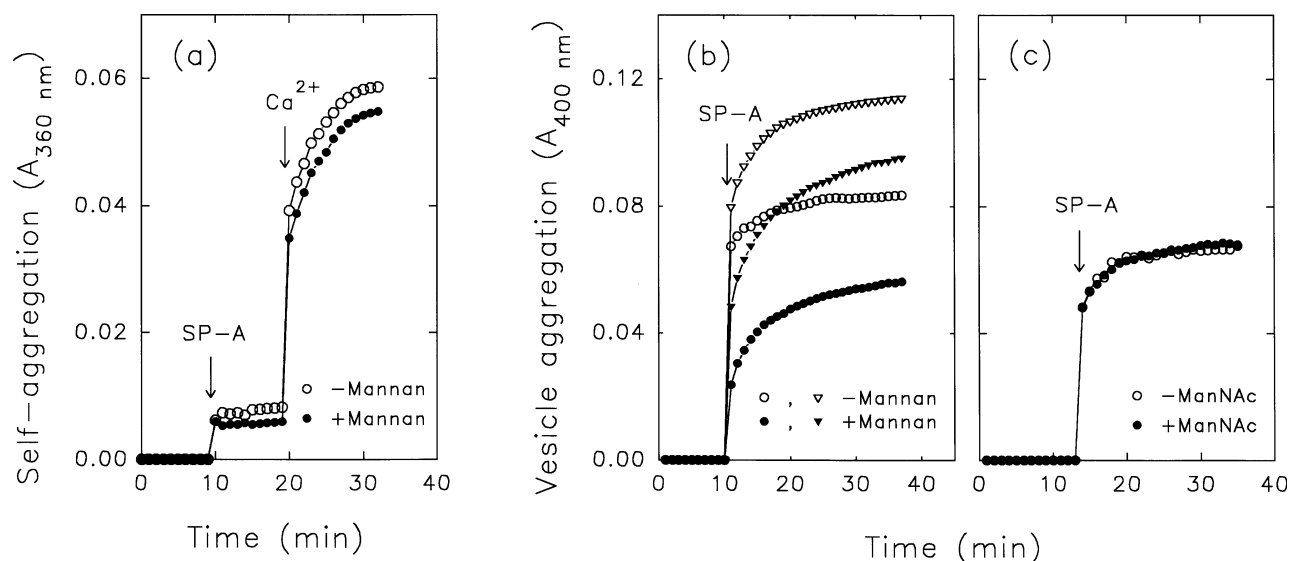 (a)
Self-aggregation (A360 nm)
0.06
0.04
0.02
0.00
SP-A
Ca2+
-Mannan
+Mannan
0 10 20 30 40
Time (min)
(b)
Vesicle aggregation (A400 nm)
0.12
0.08
0.04
0.00
SP-A
, -Mannan
, +Mannan
0 10 20 30 40
(c)
SP-A
-ManNAc
+ManNAc
0 10 20 30 40
Time (min)